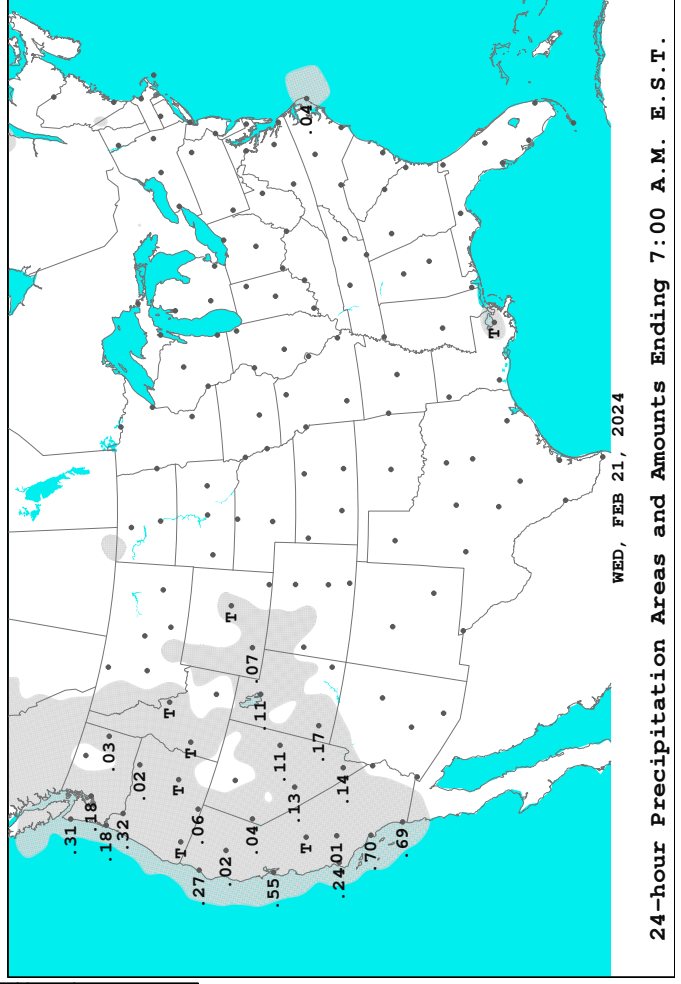 .31
.18
.18
.03
.32
.02
T
T
T
T
.27
.06
.02
T
.04
.07
.11
.55
.11
.13
T
.04
.17
.24
.01
.14
.70
.69
T
WED, FEB 21, 2024
24-hour Precipitation Areas and Amounts Ending 7:00 A.M. E.S.T.